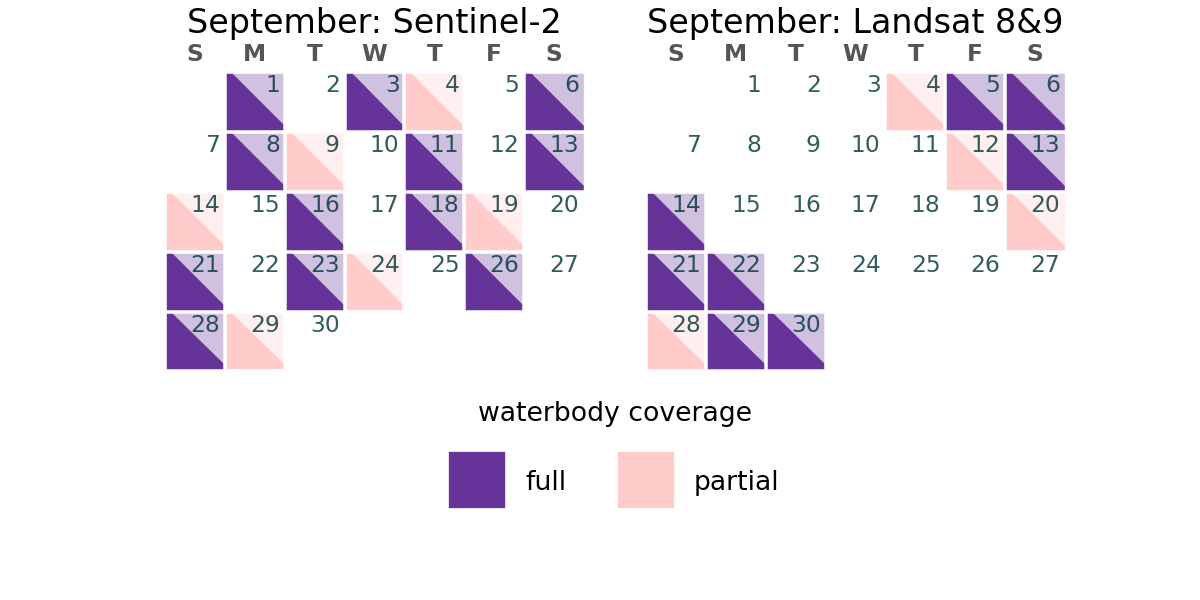 September: Sentinel-2
S M T W T F S
1 2 3 4 5 6
7 8 9 10 11 12 13
14 15 16 17 18 19 20
21 22 23 24 25 26 27
28 29 30
September: Landsat 8&9
S M T W T F S
1 2 3 4 5 6
7 8 9 10 11 12 13
14 15 16 17 18 19 20
21 22 23 24 25 26 27
28 29 30
waterbody coverage
full partial